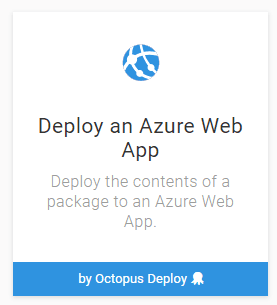 Deploy an Azure Web
App
Deploy the contents of a
package to an Azure Web
App.
by Octopus Deploy